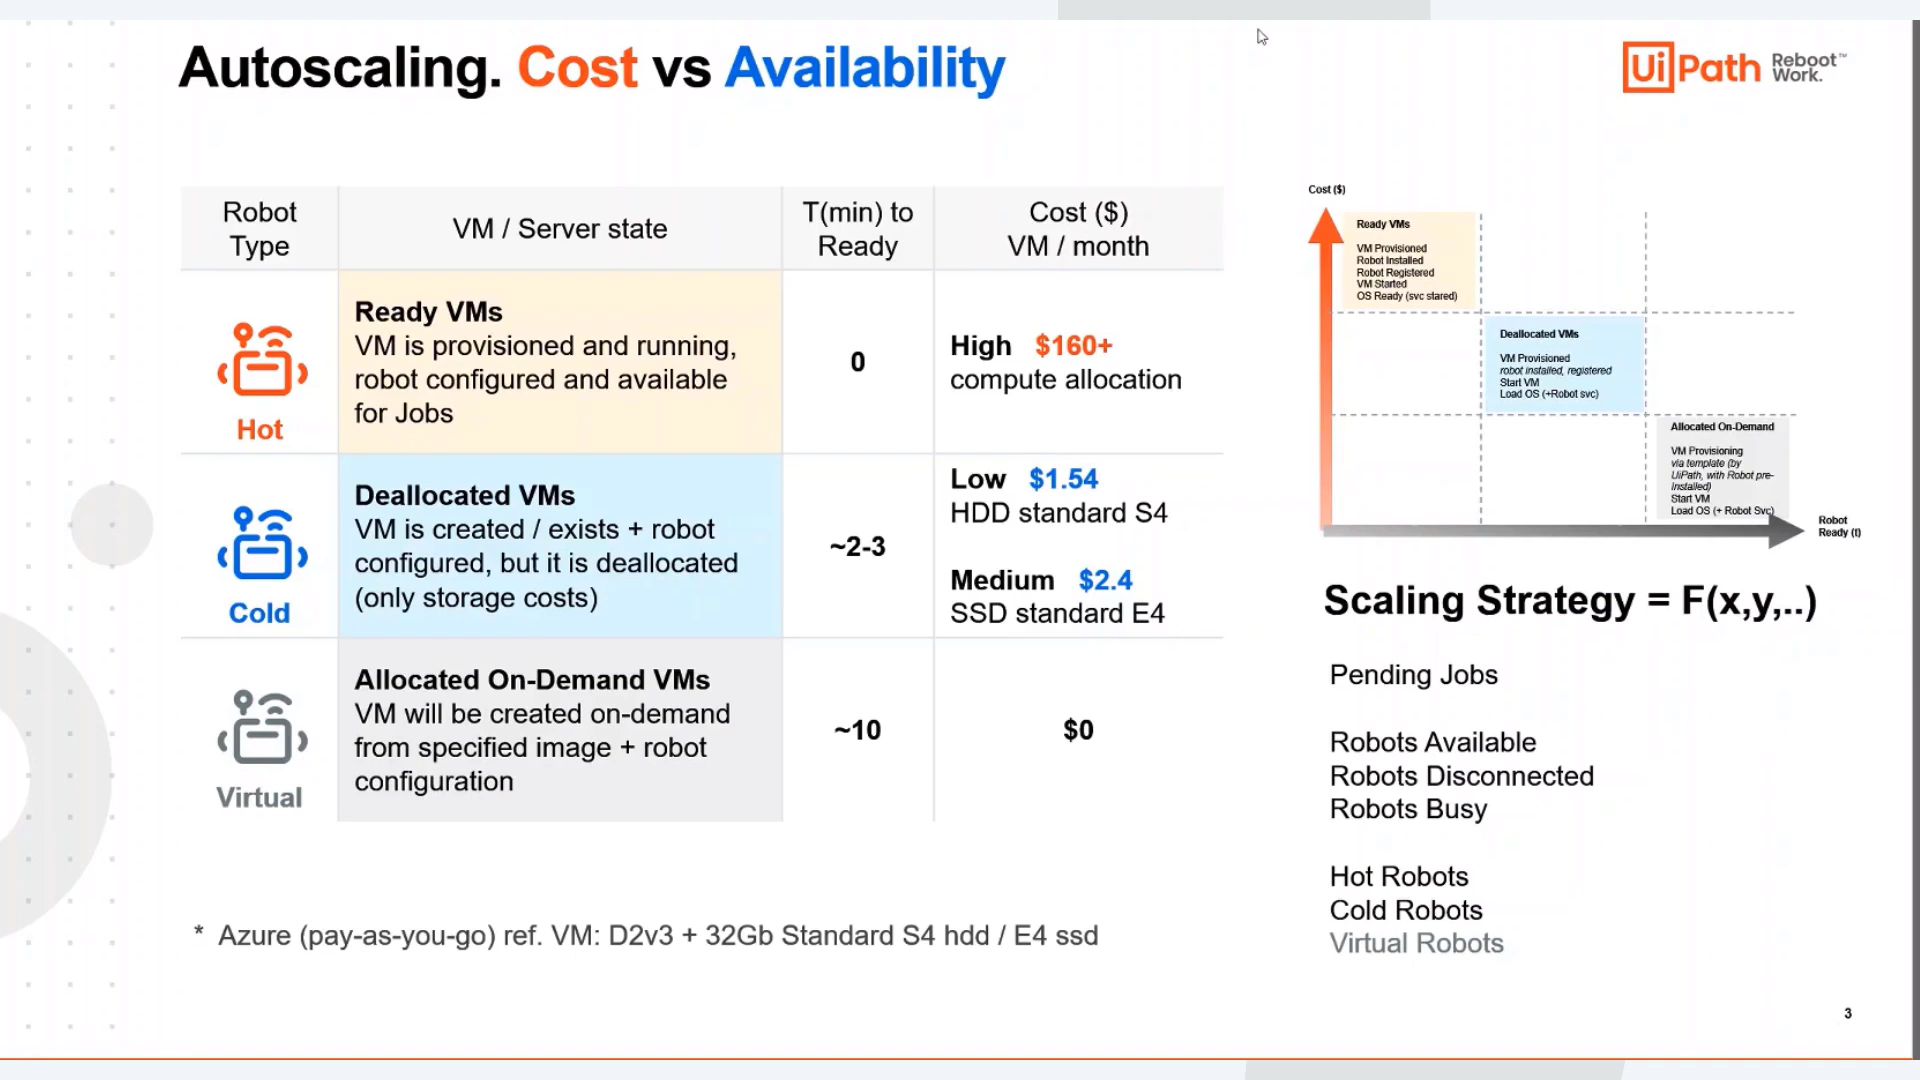 Autoscaling. Cost vs Availability
UiPath Reboot Work.™
Robot Type
VM / Server state
T(min) to Ready
Cost ($) VM / month
Hot
Ready VMs
VM is provisioned and running,
robot configured and available
for Jobs
0
High $160+
compute allocation
Cold
Deallocated VMs
VM is created / exists + robot
configured, but it is deallocated
(only storage costs)
~2-3
Low $1.54
HDD standard S4
Medium $2.4
SSD standard E4
Virtual
Allocated On-Demand VMs
VM will be created on-demand
from specified image + robot
configuration
~10
$0
* Azure (pay-as-you-go) ref. VM: D2v3 + 32Gb Standard S4 hdd / E4 ssd
Cost ($)
Ready VMs
VM Provisioned
Robot Installed
Robot Registered
VM Started
OS Ready (svc stared)
Deallocated VMs
VM Provisioned
robot installed, registered
Start VM
Load OS (+Robot svc)
Allocated On-Demand
VM Provisioning
via template (by
UiPath, with Robot pre-
installed)
Start VM
Load OS (+ Robot Svc)
Robot
Ready (t)
Scaling Strategy = F(x,y,..)
Pending Jobs
Robots Available
Robots Disconnected
Robots Busy
Hot Robots
Cold Robots
Virtual Robots
3